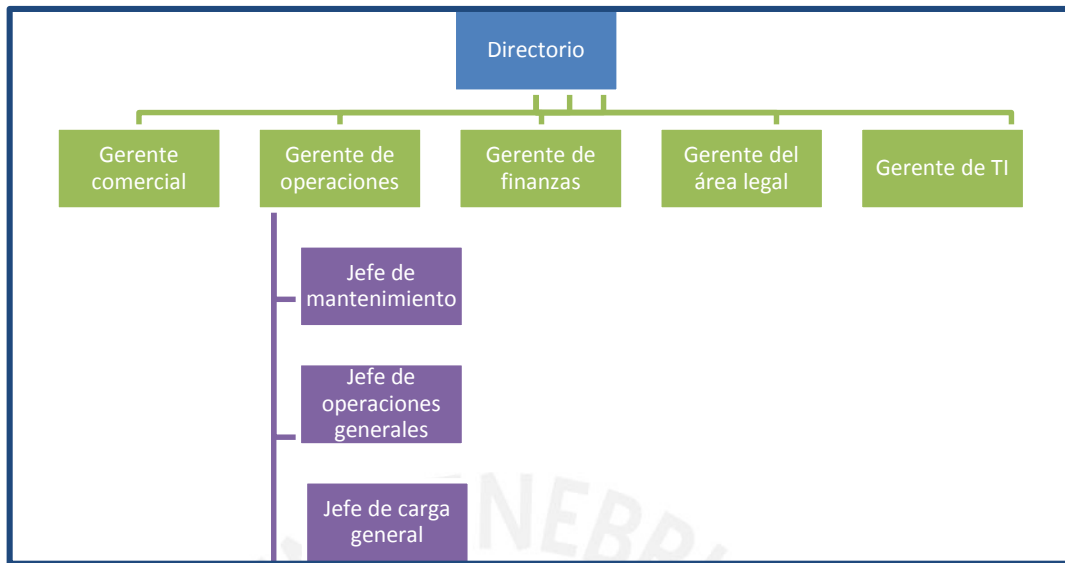 Directorio
Gerente
comercial
Gerente de
operaciones
Gerente de
finanzas
Gerente del
área legal
Gerente de TI
Jefe de
mantenimiento
Jefe de
operaciones
generales
Jefe de carga
general